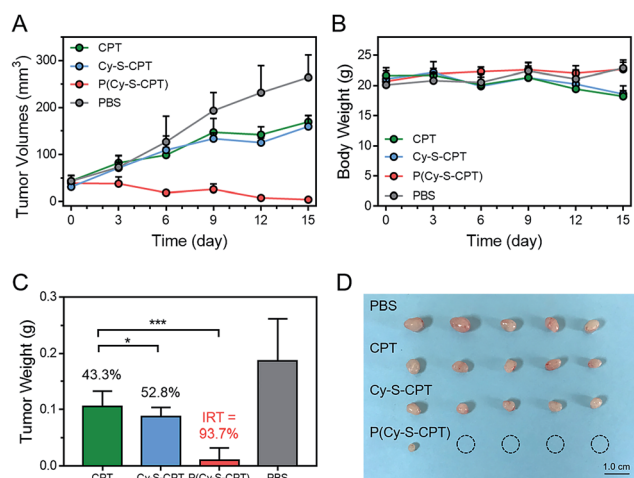 A
CPT
Cy-S-CPT
P(Cy-S-CPT)
PBS
Tumor Volumes (mm3)
300
200
100
0
0 3 6 9 12 15
Time (day)
B
Body Weight (g)
25
20
15
10
5
0
CPT
Cy-S-CPT
P(Cy-S-CPT)
PBS
0 3 6 9 12 15
Time (day)
C
Tumor Weight (g)
0.3
0.2
0.1
0.0
***
*
43.3%
52.8%
IRT =
93.7%
CPT Cy-S-CPT P(Cy-S-CPT) PBS
D
PBS
CPT
Cy-S-CPT
P(Cy-S-CPT)
1.0 cm